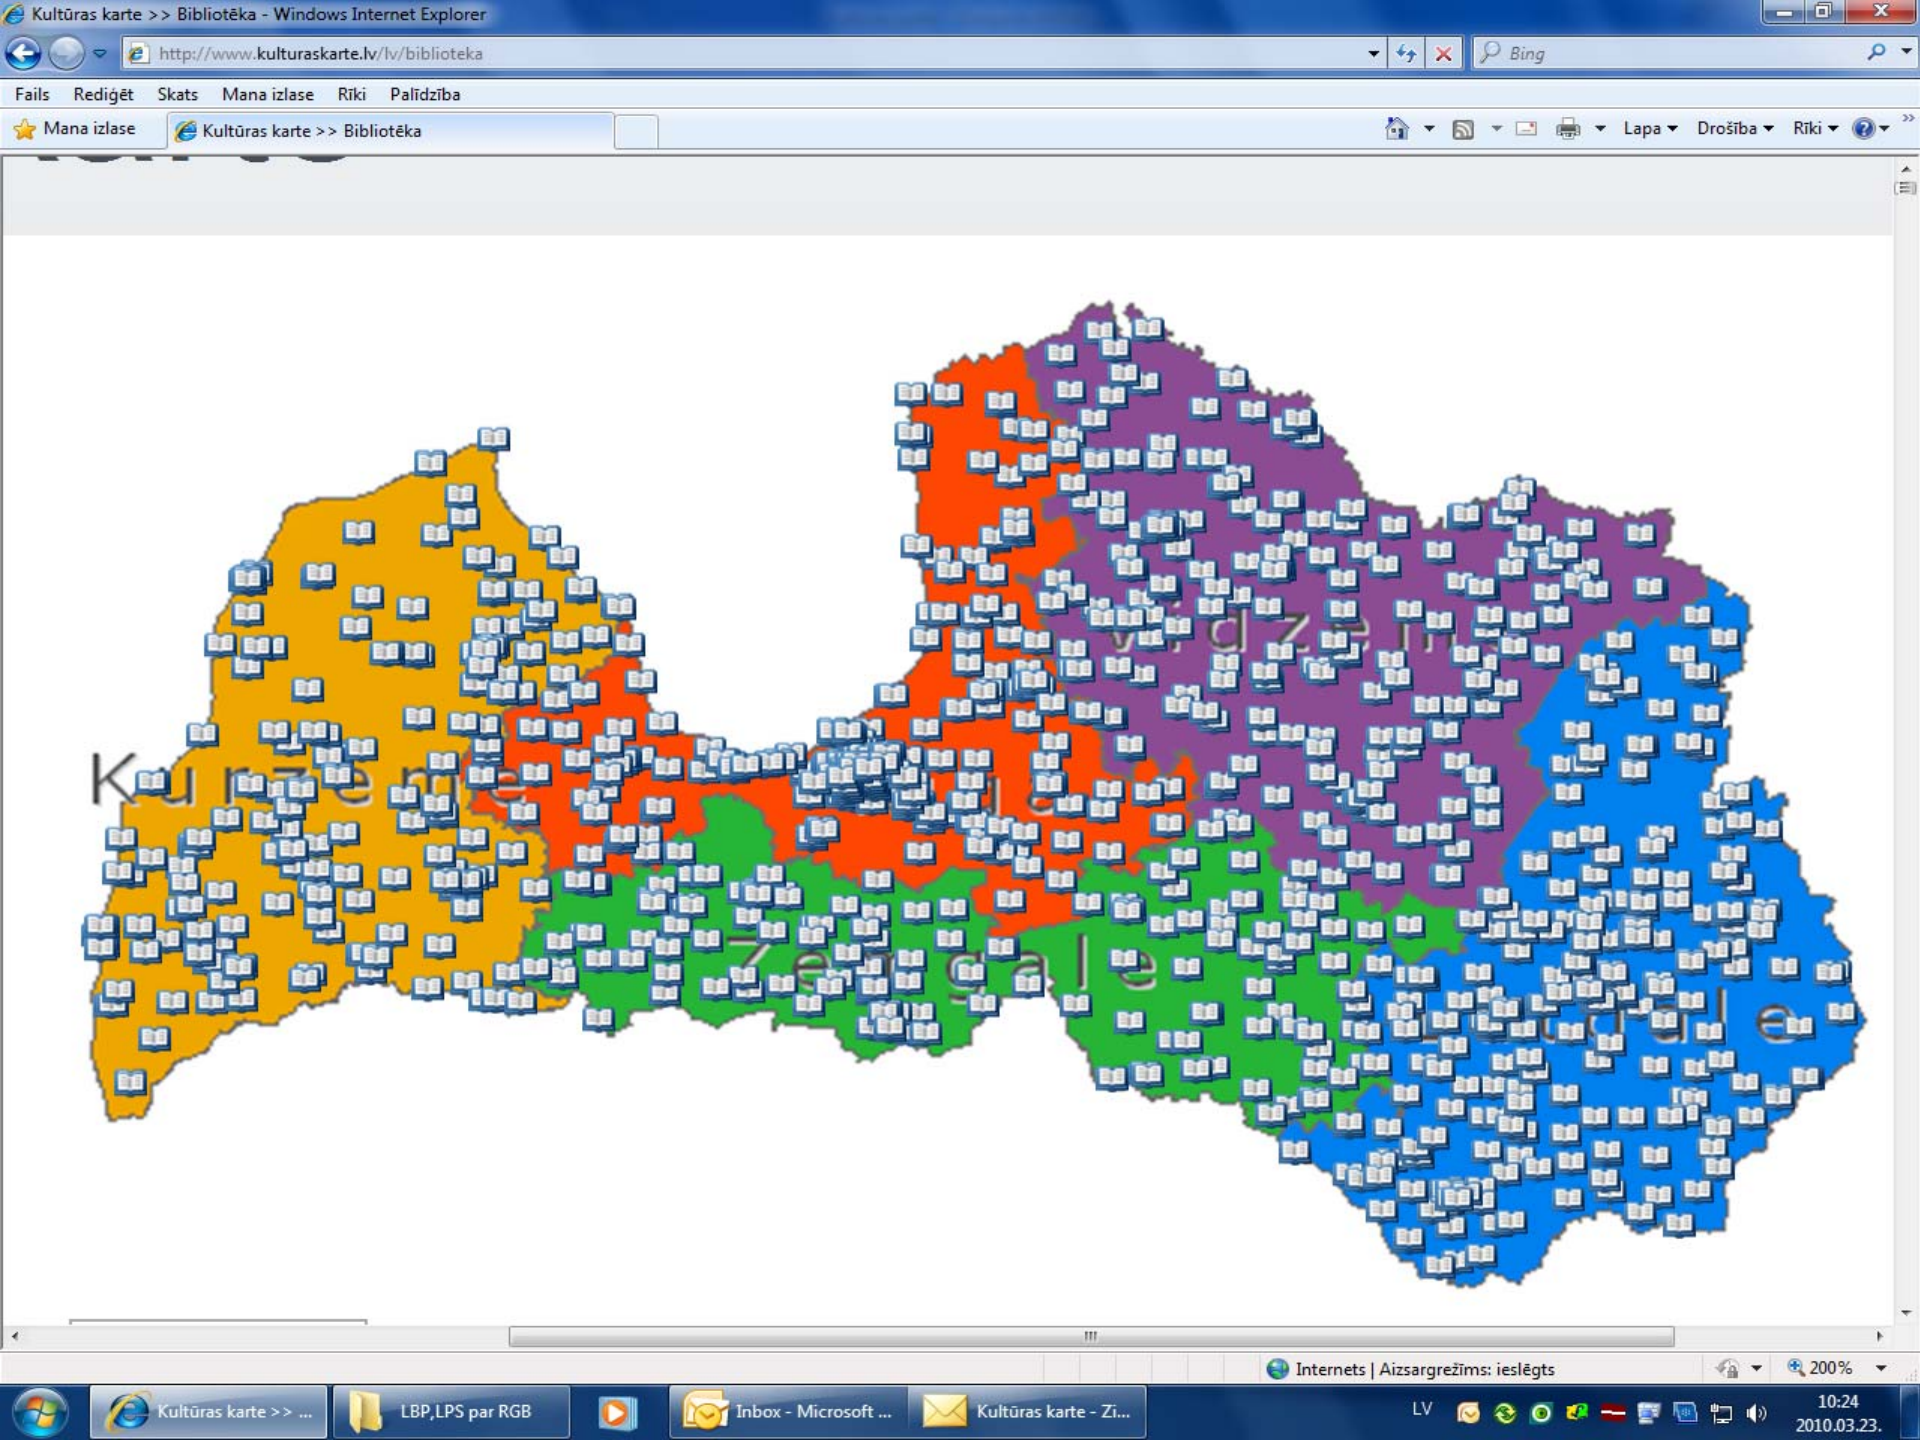 Kultūras karte >> Bibliotēka - Windows Internet Explorer
http://www.kulturaskarte.lv/lv/biblioteka
Bing
Fails Rediģēt Skats Mana izlase Rīki Palīdzība
Mana izlase
Kultūras karte >> Bibliotēka
Lapa Drošība Rīki
Vidzeme
Kurzeme
Zemgale
Internets | Aizsargrežīms: ieslēgts
200%
Kultūras karte >> ...
LBP,LPS par RGB
Inbox - Microsoft ...
Kultūras karte - Zi...
LV
10:24
2010.03.23.